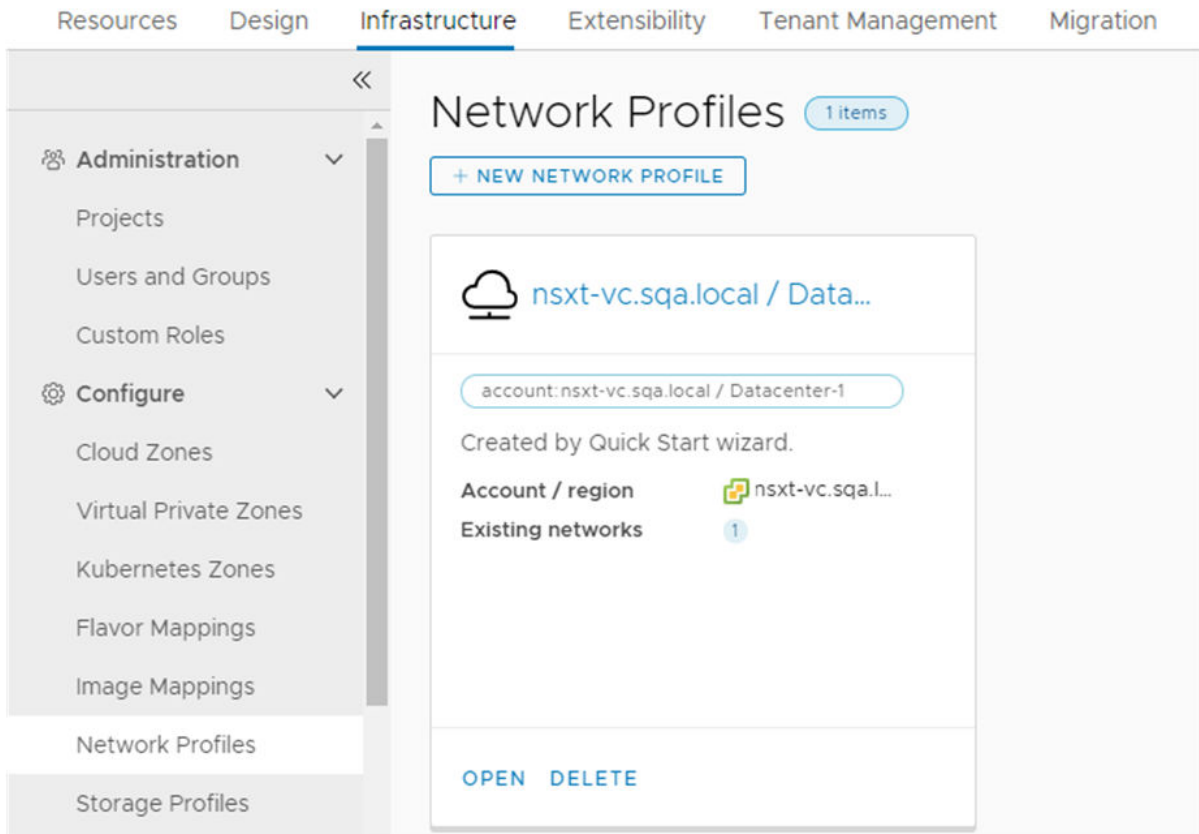 Resources Design Infrastructure Extensibility Tenant Management Migration
Administration
Projects
Users and Groups
Custom Roles
Configure
Cloud Zones
Virtual Private Zones
Kubernetes Zones
Flavor Mappings
Image Mappings
Network Profiles
Storage Profiles
Network Profiles 1 items
+ NEW NETWORK PROFILE
nsxt-vc.sqa.local / Data...
account:nsxt-vc.sqa.local / Datacenter-1
Created by Quick Start wizard.
Account / region nsxt-vc.sqa.l...
Existing networks 1
OPEN DELETE